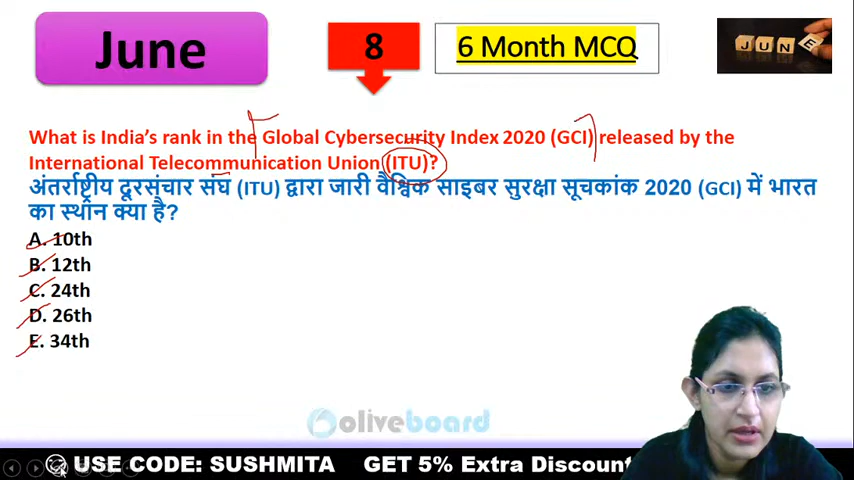 June
8
6 Month MCQ
JUNE
What is India's rank in the Global Cybersecurity Index 2020 (GCI) released by the
International Telecommunication Union (ITU)?
अंतर्राष्ट्रीय दूरसंचार संघ (ITU) द्वारा जारी वैश्विक साइबर सुरक्षा सूचकांक 2020 (GCI) में भारत
का स्थान क्या है?
A. 10th
B. 12th
C. 24th
D. 26th
E. 34th
oliveboard
USE CODE: SUSHMITA GET 5% Extra Discount